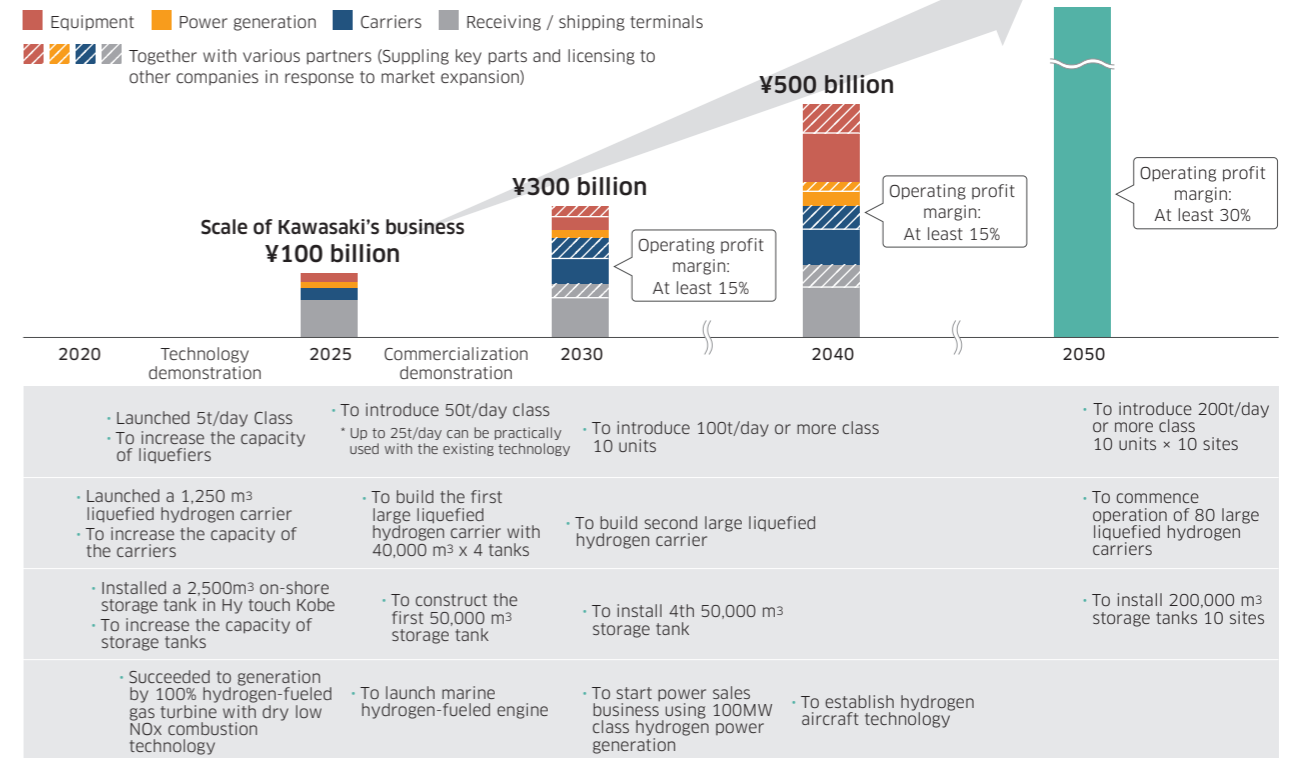 Equipment
Power generation
Carriers
Receiving / shipping terminals
Together with various partners (Suppling key parts and licensing to
other companies in response to market expansion)
Scale of Kawasaki's business
¥100 billion
¥300 billion
¥500 billion
Operating profit
margin:
At least 15%
Operating profit
margin:
At least 15%
Operating profit
margin:
At least 30%
2020
Technology
demonstration
2025
Commercialization
demonstration
2030
2040
2050
・Launched 5t/day Class
・To increase the capacity
of liquefiers
・To introduce 50t/day class
* Up to 25t/day can be practically
used with the existing technology
・To introduce 100t/day or more class
10 units
・To introduce 200t/day
or more class
10 units × 10 sites
・Launched a 1,250 m3
liquefied hydrogen carrier
・To increase the capacity of
the carriers
・To build the first
large liquefied
hydrogen carrier with
40,000 m3 x 4 tanks
・To build second large liquefied
hydrogen carrier
・To commence
operation of 80 large
liquefied hydrogen
carriers
・Installed a 2,500m3 on-shore
storage tank in Hy touch Kobe
・To increase the capacity of
storage tanks
・To construct the
first 50,000 m3
storage tank
・To install 4th 50,000 m3
storage tank
・To install 200,000 m3
storage tanks 10 sites
・Succeeded to generation
by 100% hydrogen-fueled
gas turbine with dry low
NOx combustion
technology
・To launch marine
hydrogen-fueled engine
・To start power sales
business using 100MW
class hydrogen power
generation
・To establish hydrogen
aircraft technology